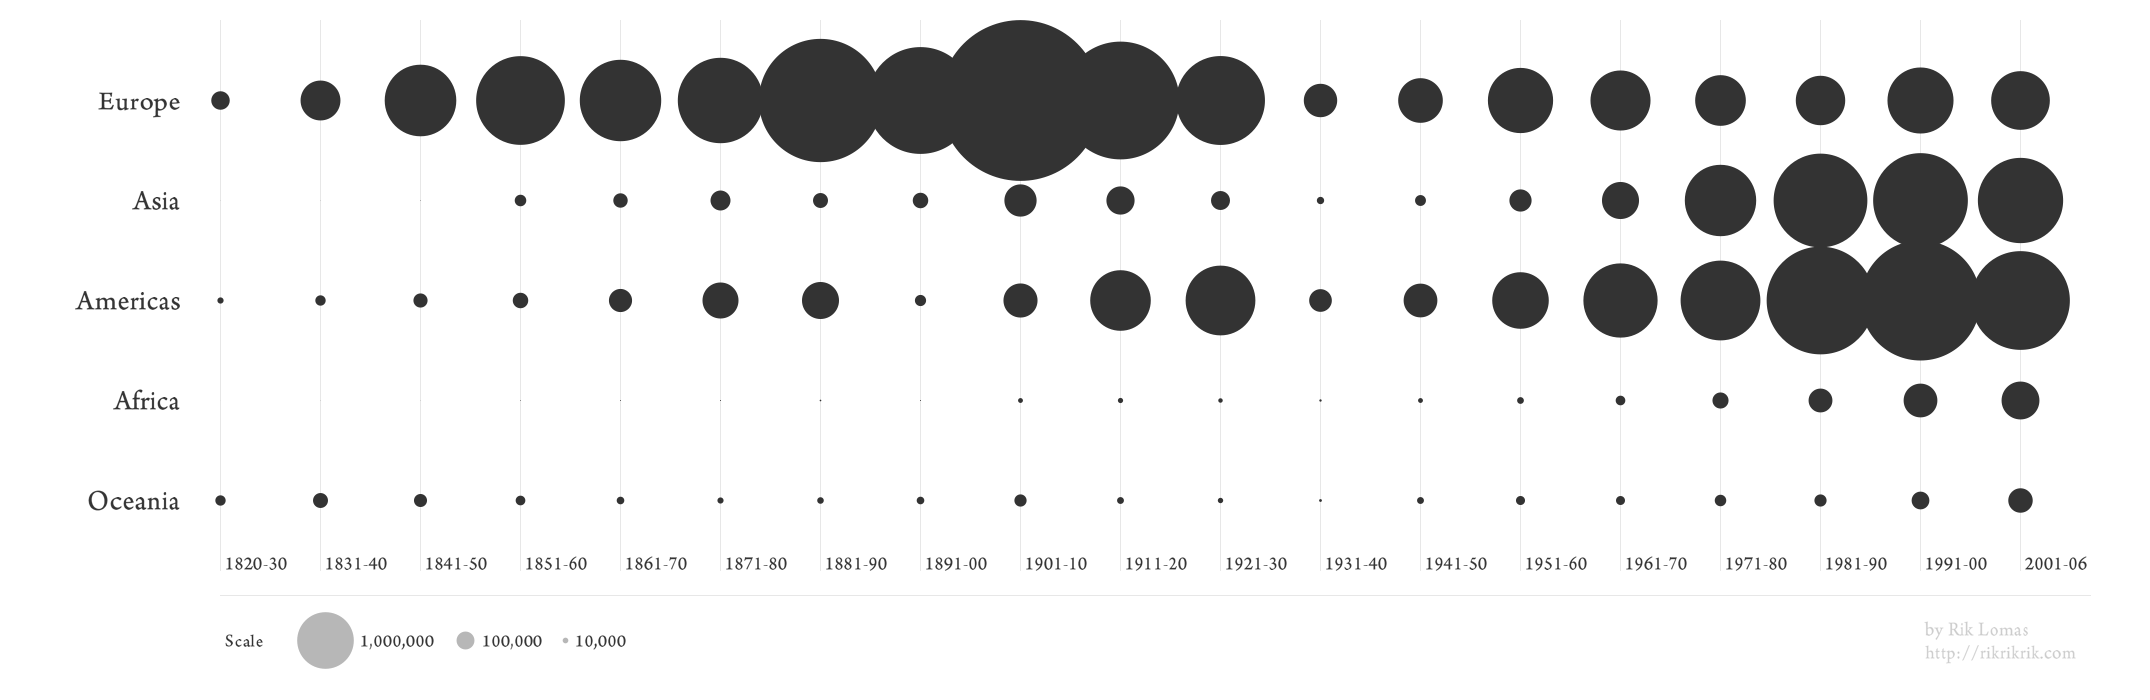 Europe
Asia
Americas
Africa
Oceania
1820-30 1831-40 1841-50 1851-60 1861-70 1871-80 1881-90 1891-00 1901-10 1911-20 1921-30 1931-40 1941-50 1951-60 1961-70 1971-80 1981-90 1991-00 2001-06
Scale 1,000,000 100,000 10,000
by Rik Lomas
http://rikrikrik.com